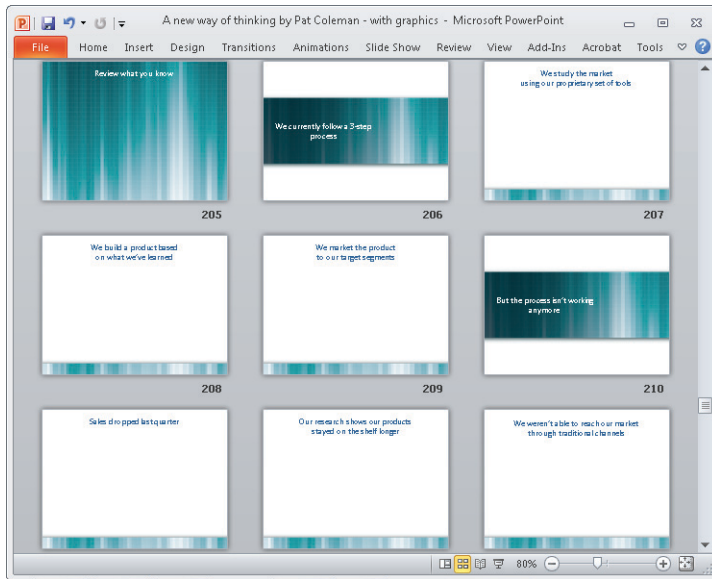 A new way of thinking by Pat Coleman - with graphics - Microsoft PowerPoint
File Home Insert Design Transitions Animations Slide Show Review View Add-Ins Acrobat Tools
Review what you know
We currently follow a 3-step
process
We study the market
using our proprietary set of tools
205 206 207
We build a product based
on what we've learned
We market the product
to our target segments
But the process isn't working
anymore
208 209 210
Sales dropped last quarter
Our research shows our products
stayed on the shelf longer
We weren't able to reach our market
through traditional channels
80%